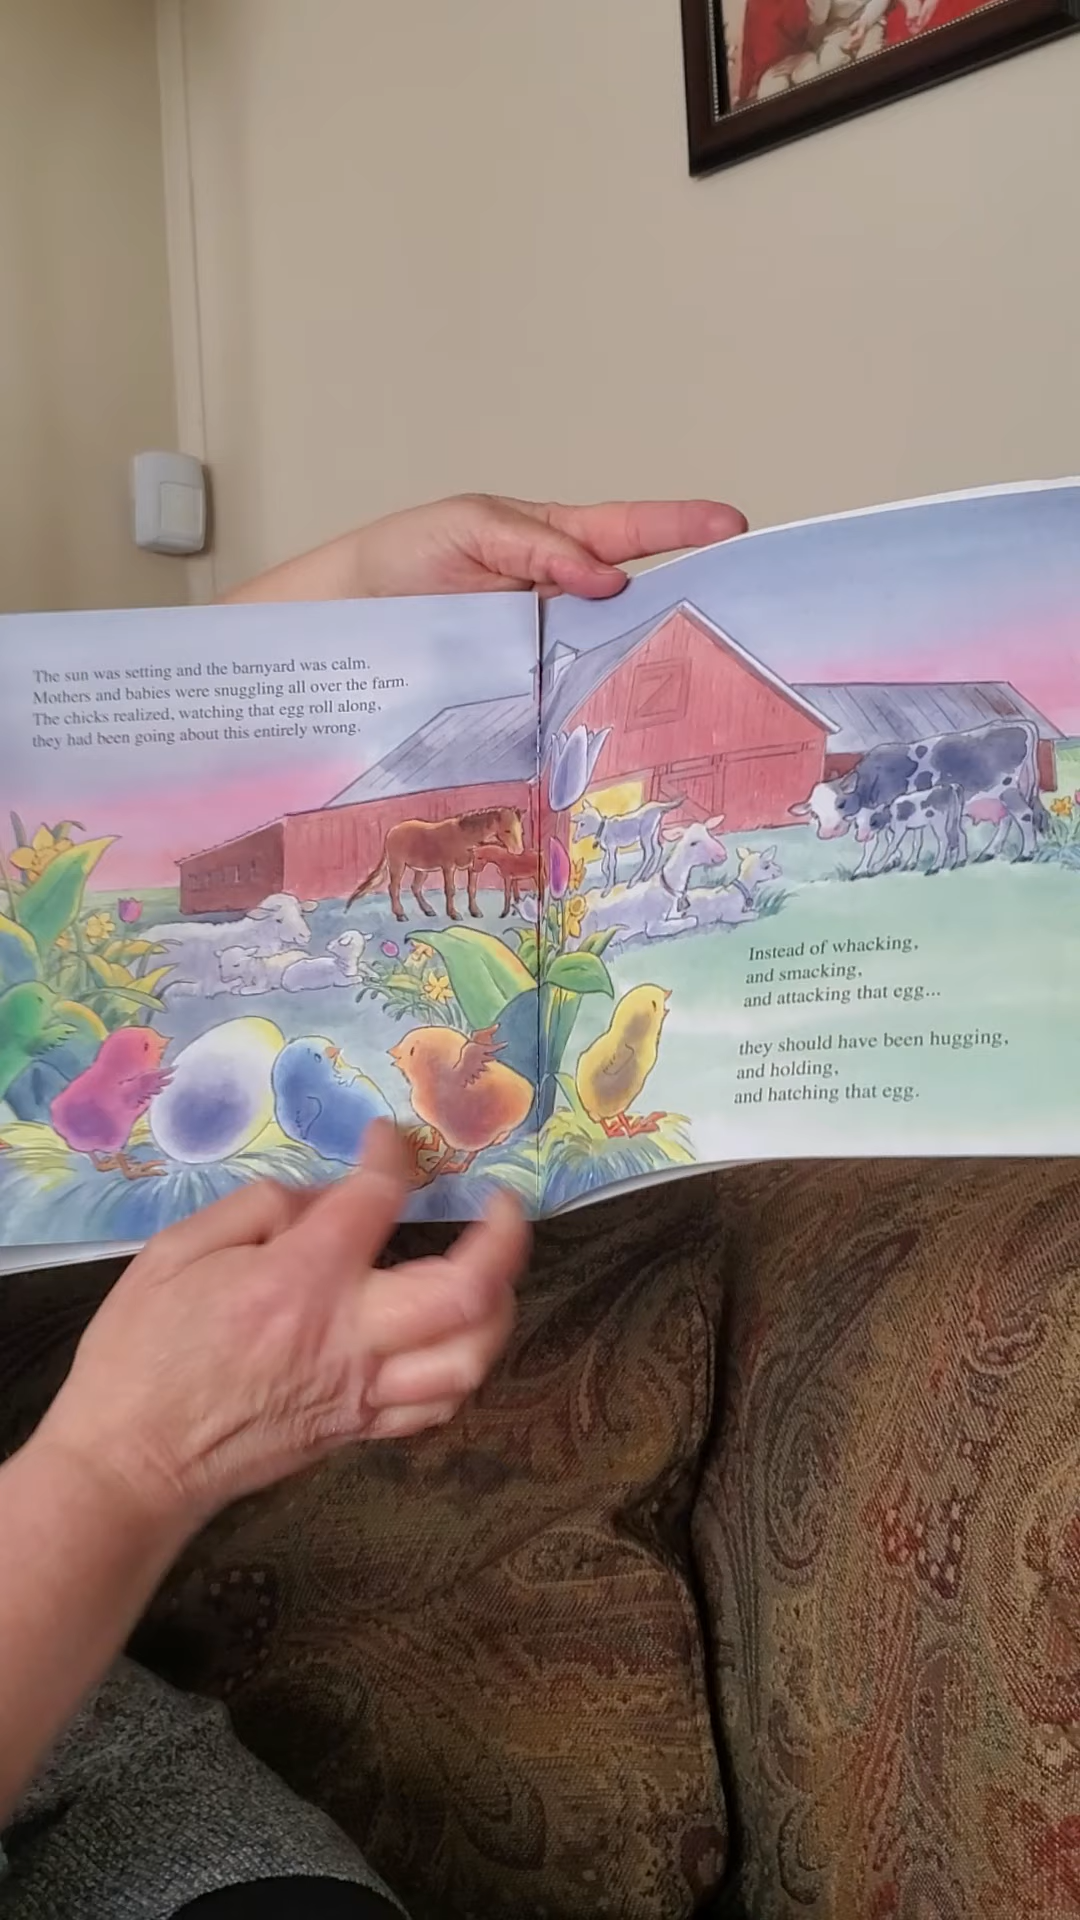 The sun was setting and the barnyard was calm.
Mothers and babies were snuggling all over the farm.
The chicks realized, watching that egg roll along,
they had been going about this entirely wrong.
Instead of whacking,
and smacking,
and attacking that egg...
they should have been hugging,
and holding,
and hatching that egg.